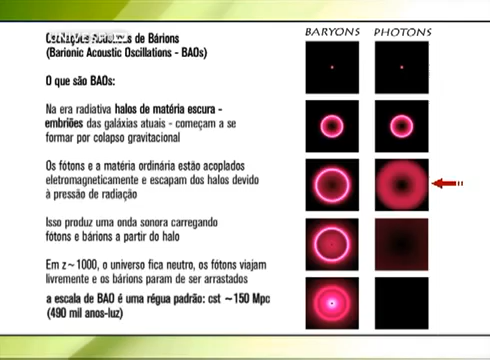 de Bárions
(Barionic Acoustic Oscillations - BAOs)
BARYONS PHOTONS
O que são BAOs:
Na era radiativa halos de matéria escura -
embriões das galáxias atuais - começam a se
formar por colapso gravitacional
Os fótons e a matéria ordinária estão acoplados
eletromagneticamente e escapam dos halos devido
à pressão de radiação
Isso produz uma onda sonora carregando
fótons e bárions a partir do halo
Em z~1000, o universo fica neutro, os fótons viajam
livremente e os bárions param de ser arrastados
a escala de BAO é uma régua padrão: cst ~150 Mpc
(490 mil anos-luz)